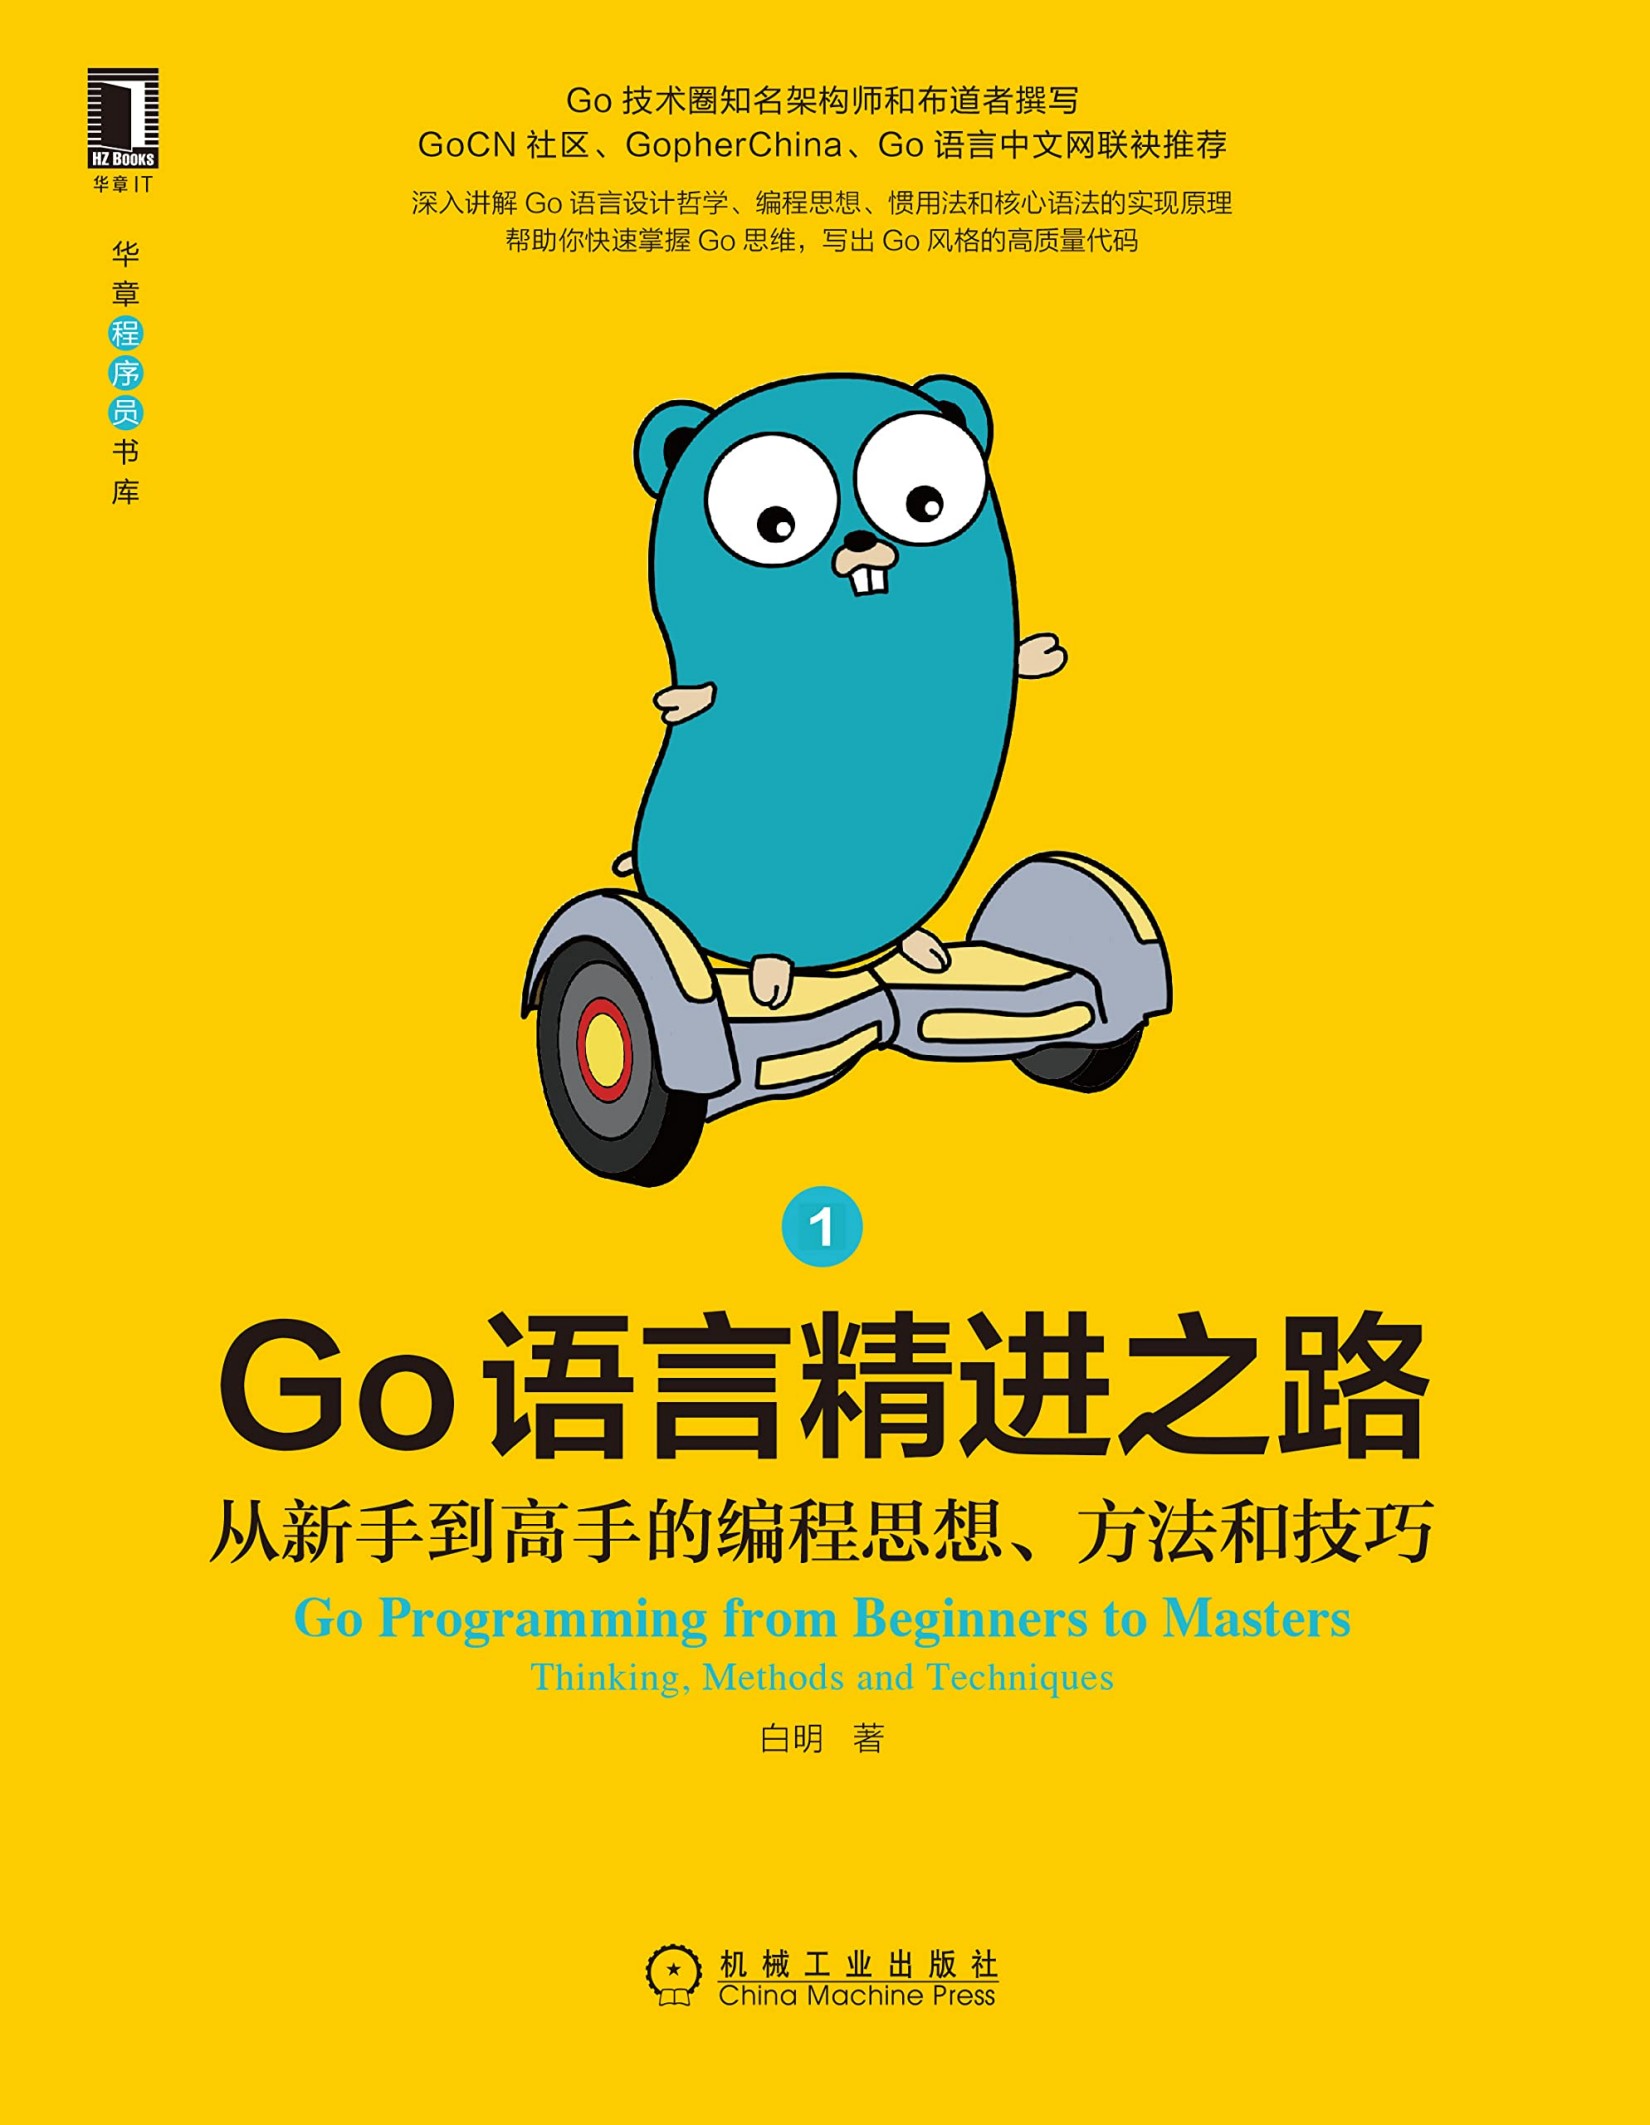 HZ BOOKS
华章IT
华章程序员书库
Go 技术圈知名架构师和布道者撰写
GoCN 社区、GopherChina、Go 语言中文网联袂推荐
深入讲解 Go 语言设计哲学、编程思想、惯用法和核心语法的实现原理
帮助你快速掌握 Go 思维，写出 Go 风格的高质量代码
1
Go语言精进之路
从新手到高手的编程思想、方法和技巧
Go Programming from Beginners to Masters
Thinking, Methods and Techniques
白明 著
机械工业出版社
China Machine Press